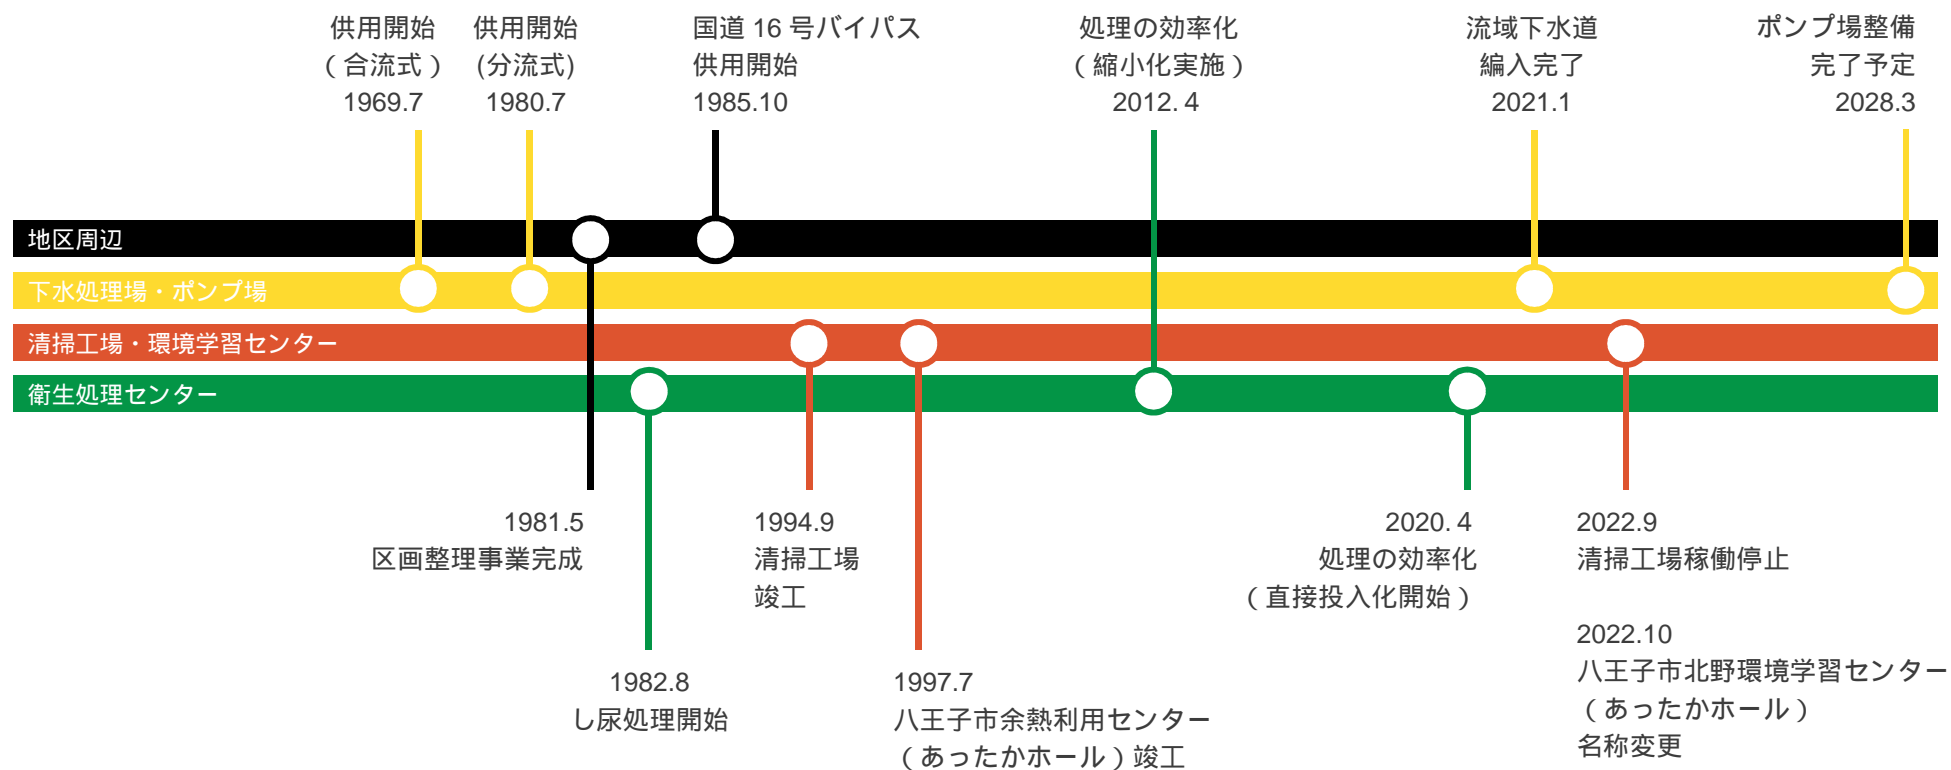 供用開始
（合流式）
1969.7
供用開始
(分流式)
1980.7
国道 16 号バイパス
供用開始
1985.10
処理の効率化
（縮小化実施）
2012. 4
流域下水道
編入完了
2021.1
ポンプ場整備
完了予定
2028.3
地区周辺
下水処理場・ポンプ場
清掃工場・環境学習センター
衛生処理センター
1981.5
区画整理事業完成
1982.8
し尿処理開始
1994.9
清掃工場
竣工
1997.7
八王子市余熱利用センター
（あったかホール）竣工
2020. 4
処理の効率化
（直接投入化開始）
2022.9
清掃工場稼働停止
2022.10
八王子市北野環境学習センター
（あったかホール）
名称変更